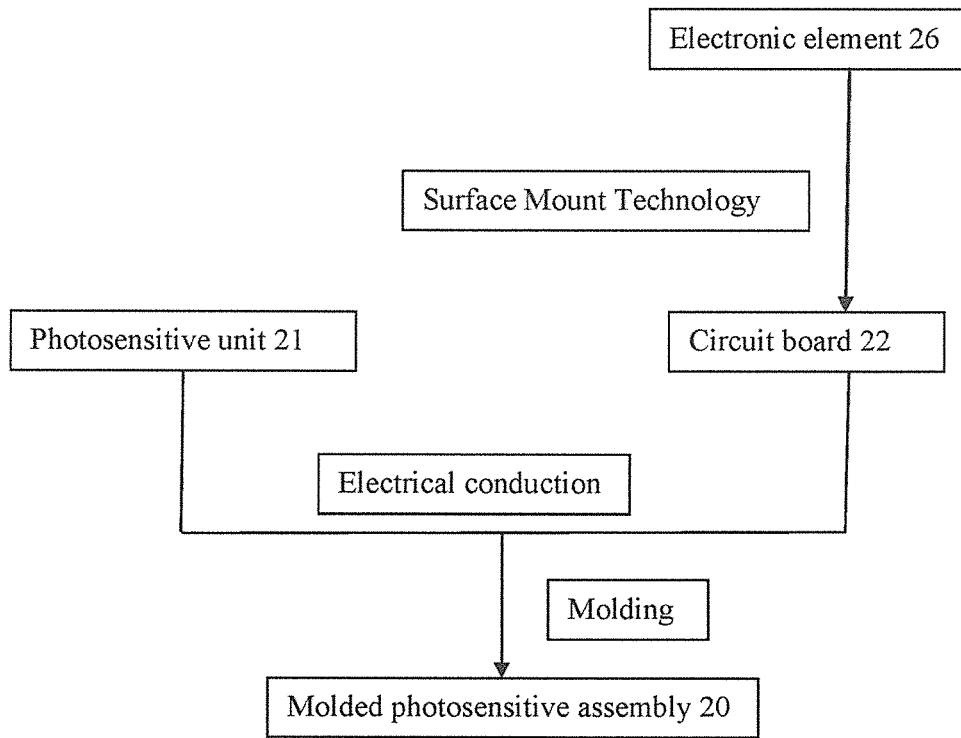 Electronic element 26
Surface Mount Technology
Photosensitive unit 21
Circuit board 22
Electrical conduction
Molding
Molded photosensitive assembly 20